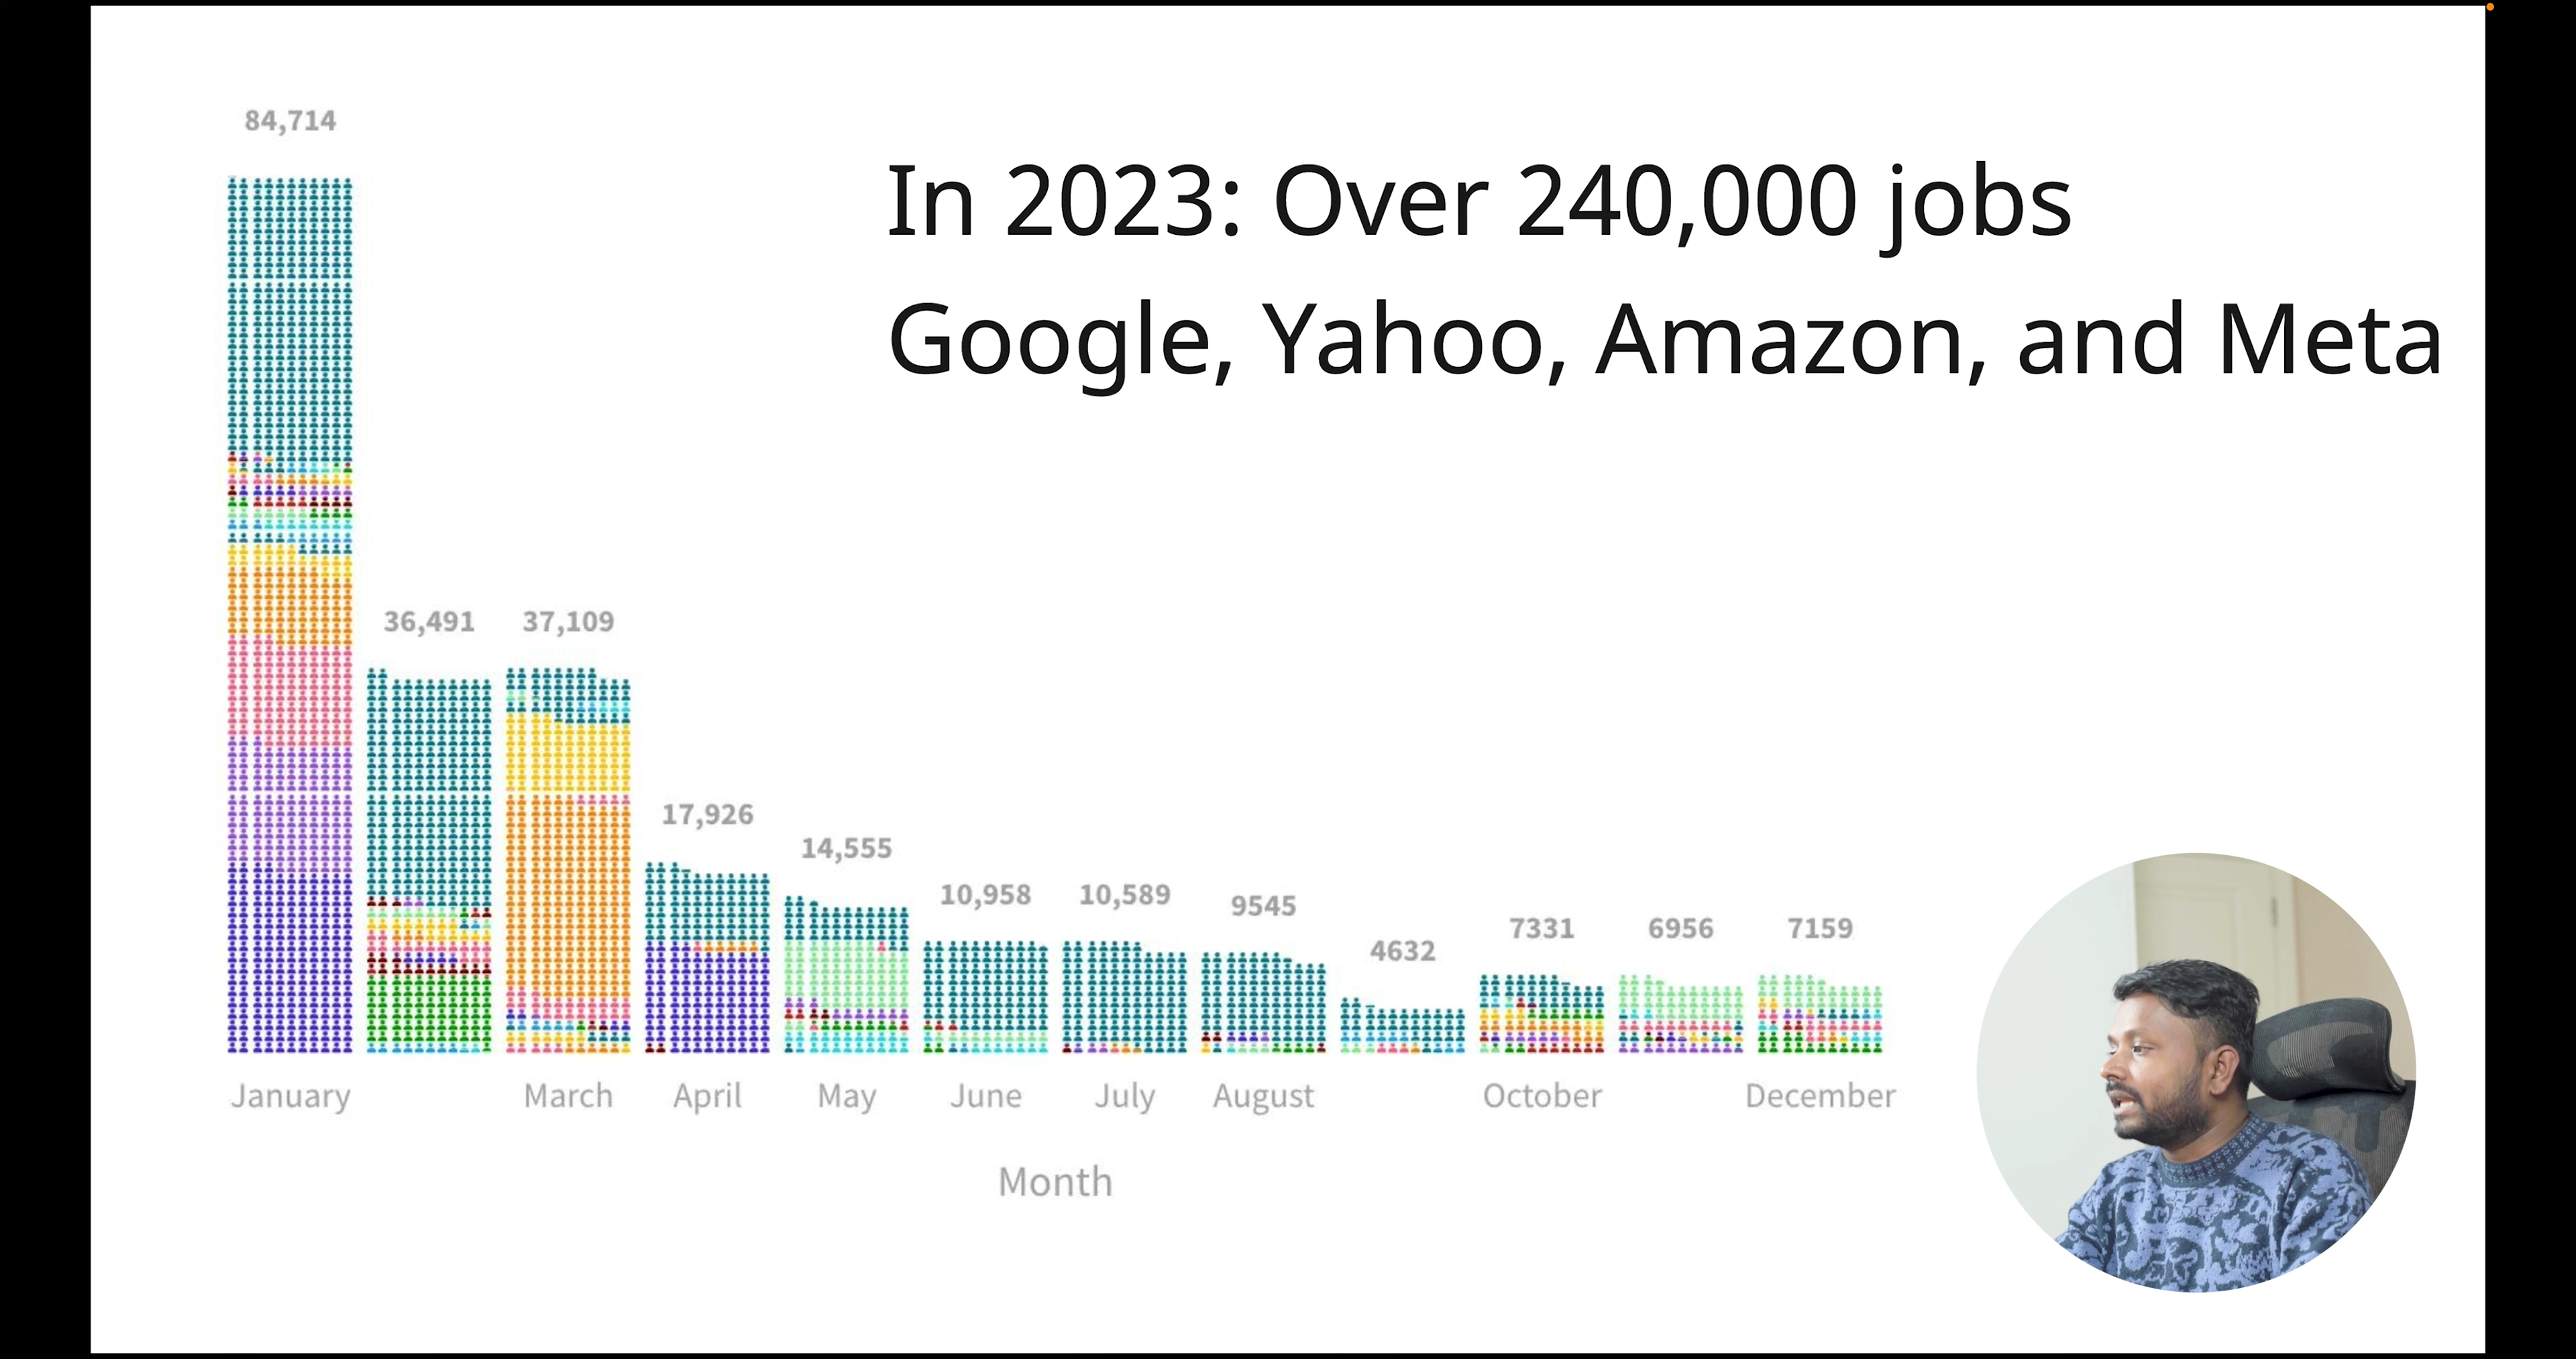 84,714
In 2023: Over 240,000 jobs
Google, Yahoo, Amazon, and Meta
36,491
37,109
17,926
14,555
10,958
10,589
9545
4632
7331
6956
7159
January
March
April
May
June
July
August
October
December
Month